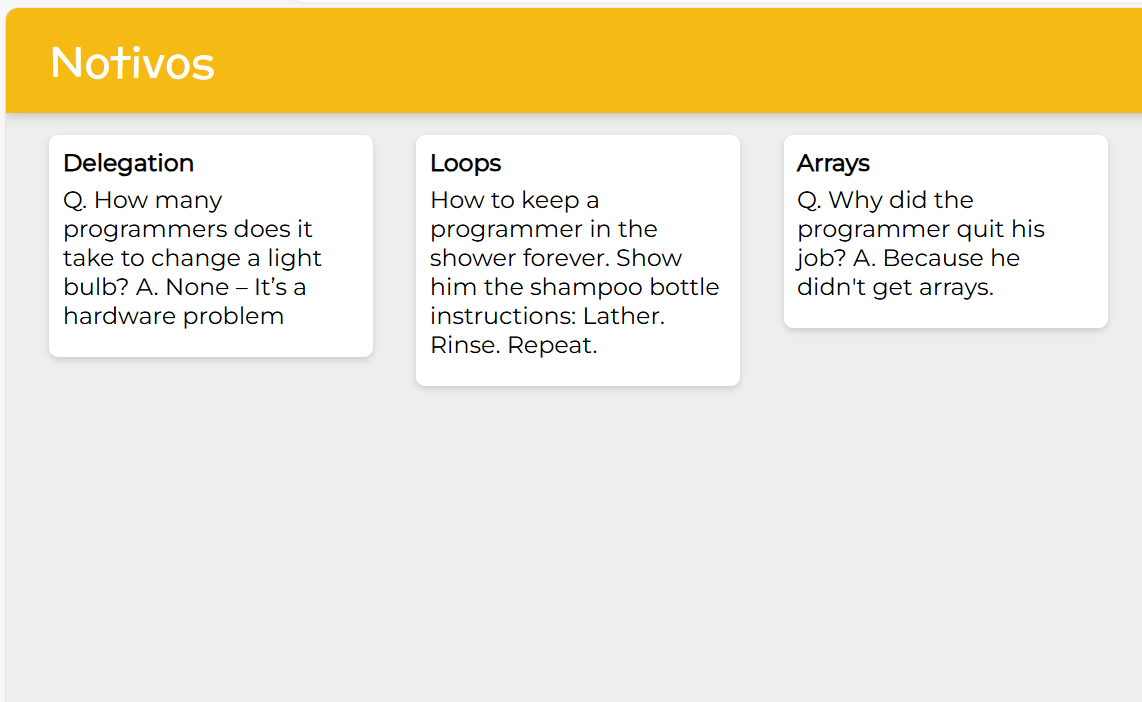 Notivos
Delegation
Q. How many
programmers does it
take to change a light
bulb? A. None – It’s a
hardware problem
Loops
How to keep a
programmer in the
shower forever. Show
him the shampoo bottle
instructions: Lather.
Rinse. Repeat.
Arrays
Q. Why did the
programmer quit his
job? A. Because he
didn't get arrays.